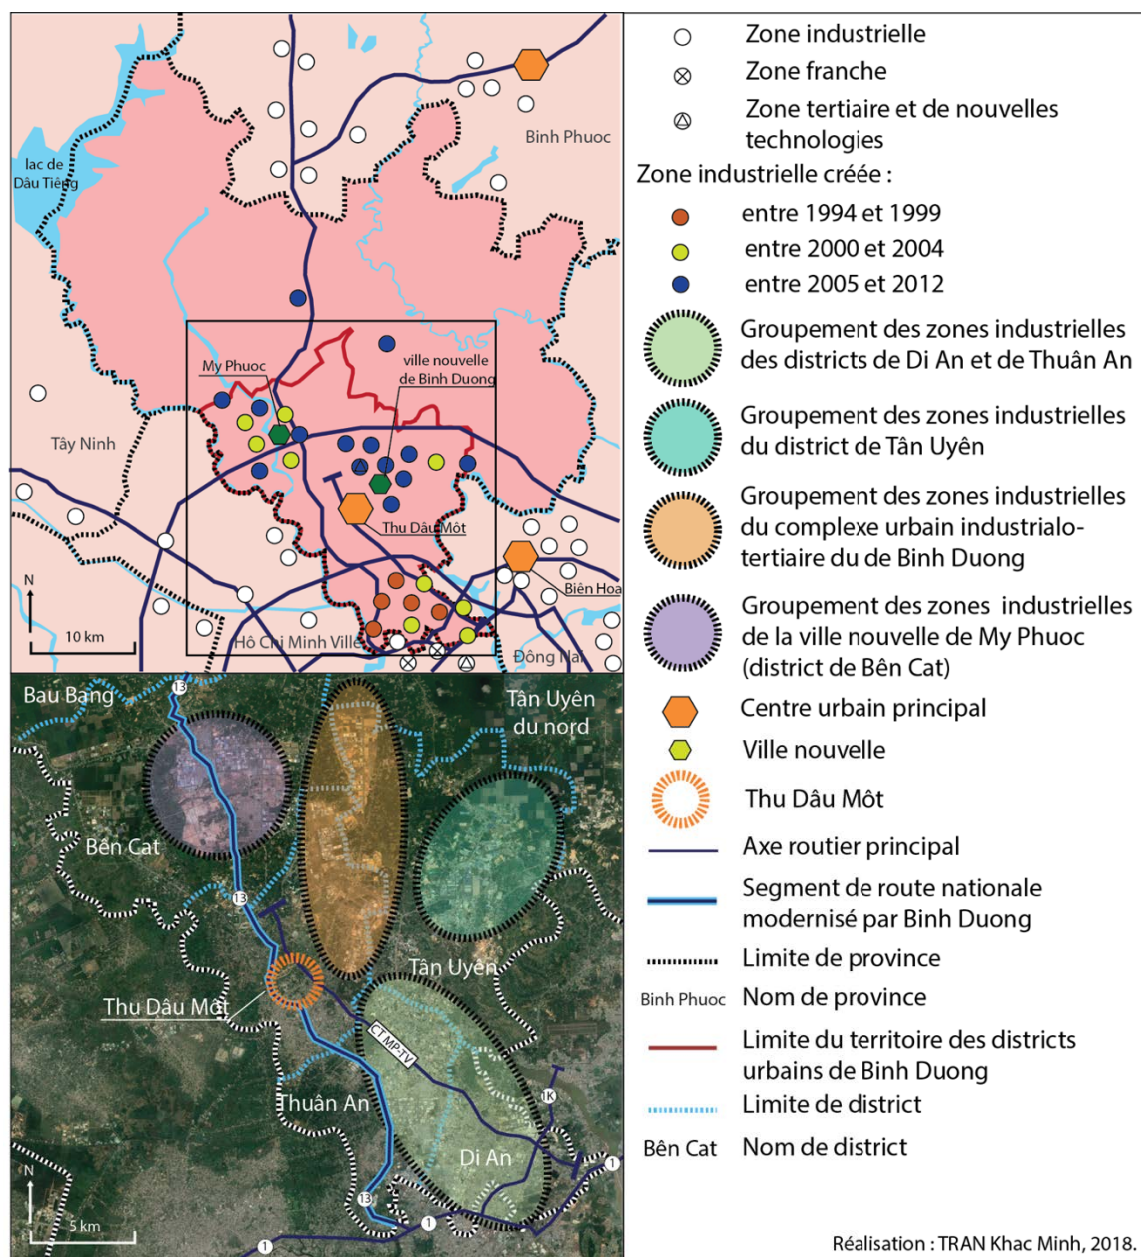 Binh Phuoc
lac de
Dâu Tiêng
My Phuoc
ville nouvelle
de Binh Duong
Tây Ninh
Thu Dâu Môt
Biên Hoa
N
10 km
Hô Chi Minh Ville
Đông Nai
Bau Bang
13
Tân Uyên
du nord
Bên Cat
13
Tân Uyên
Thu Dâu Môt
CT MP-TV
Thuân An
1K
Di An
N
5 km
13
1
1
1
Zone industrielle
Zone franche
Zone tertiaire et de nouvelles
technologies
Zone industrielle créée :
entre 1994 et 1999
entre 2000 et 2004
entre 2005 et 2012
Groupement des zones industrielles
des districts de Di An et de Thuân An
Groupement des zones industrielles
du district de Tân Uyên
Groupement des zones industrielles
du complexe urbain industrialo-
tertiaire du de Binh Duong
Groupement des zones industrielles
de la ville nouvelle de My Phuoc
(district de Bên Cat)
Centre urbain principal
Ville nouvelle
Thu Dâu Môt
Axe routier principal
Segment de route nationale
modernisé par Binh Duong
Limite de province
Binh Phuoc Nom de province
Limite du territoire des districts
urbains de Binh Duong
Limite de district
Bên Cat Nom de district
Réalisation : TRAN Khac Minh, 2018.